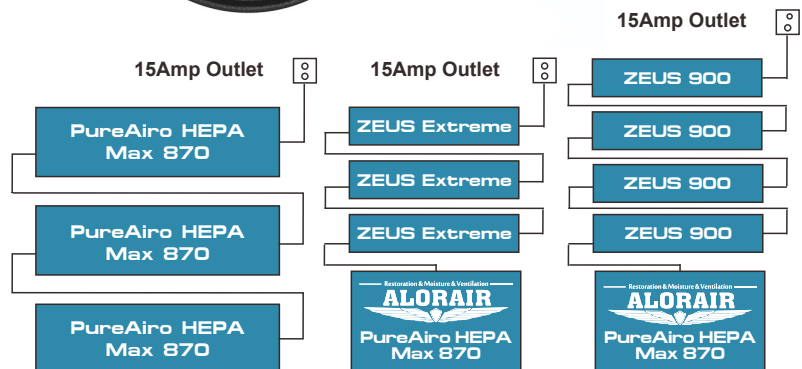 15Amp Outlet
PureAiro HEPA
Max 870
PureAiro HEPA
Max 870
PureAiro HEPA
Max 870
15Amp Outlet
ZEUS Extreme
ZEUS Extreme
ZEUS Extreme
Restoration & Moisture & Ventilation
ALORAIR
PureAiro HEPA
Max 870
15Amp Outlet
ZEUS 900
ZEUS 900
ZEUS 900
ZEUS 900
Restoration & Moisture & Ventilation
ALORAIR
PureAiro HEPA
Max 870